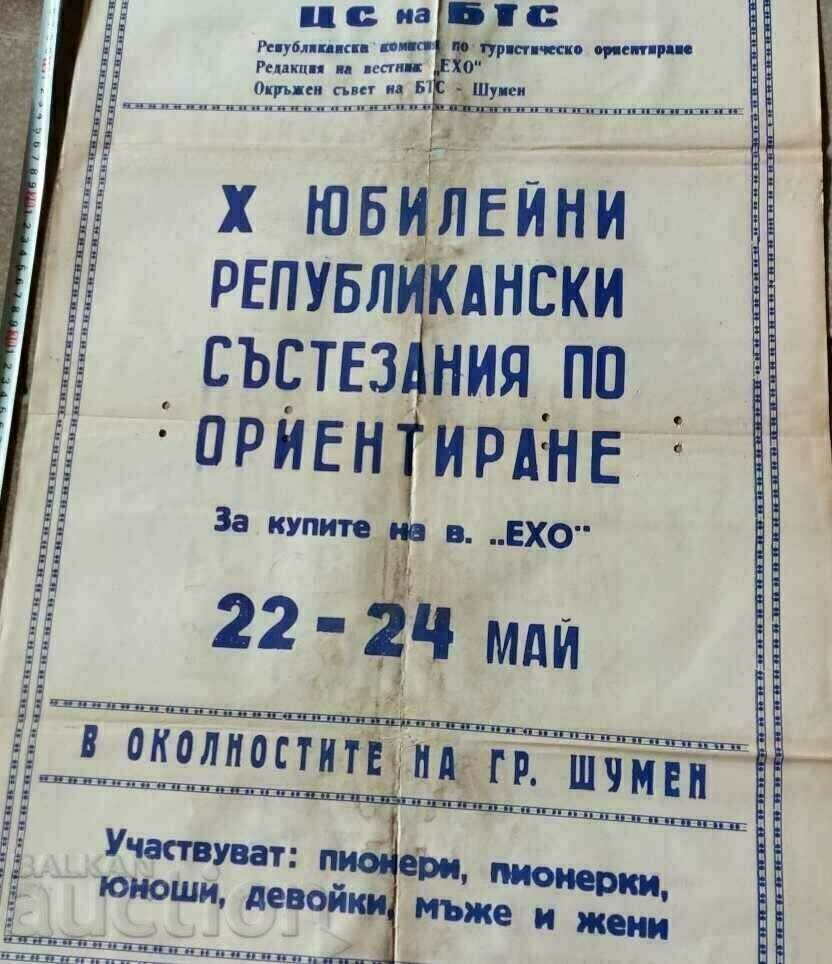 ЦС на БТС
Републиканска комисия по туристическо ориентиране
Редакция на вестник „ЕХО"
Окръжен съвет на БТС - Шумен
X ЮБИЛЕЙНИ
РЕПУБЛИКАНСКИ
СЪСТЕЗАНИЯ ПО
ОРИЕНТИРАНЕ
За купите на в. „ЕХО"
22 - 24 МАЙ
В ОКОЛНОСТИТЕ НА ГР. ШУМЕН
Участвуват: пионери, пионерки,
юноши, девойки, мъже и жени
BALKAN
auction